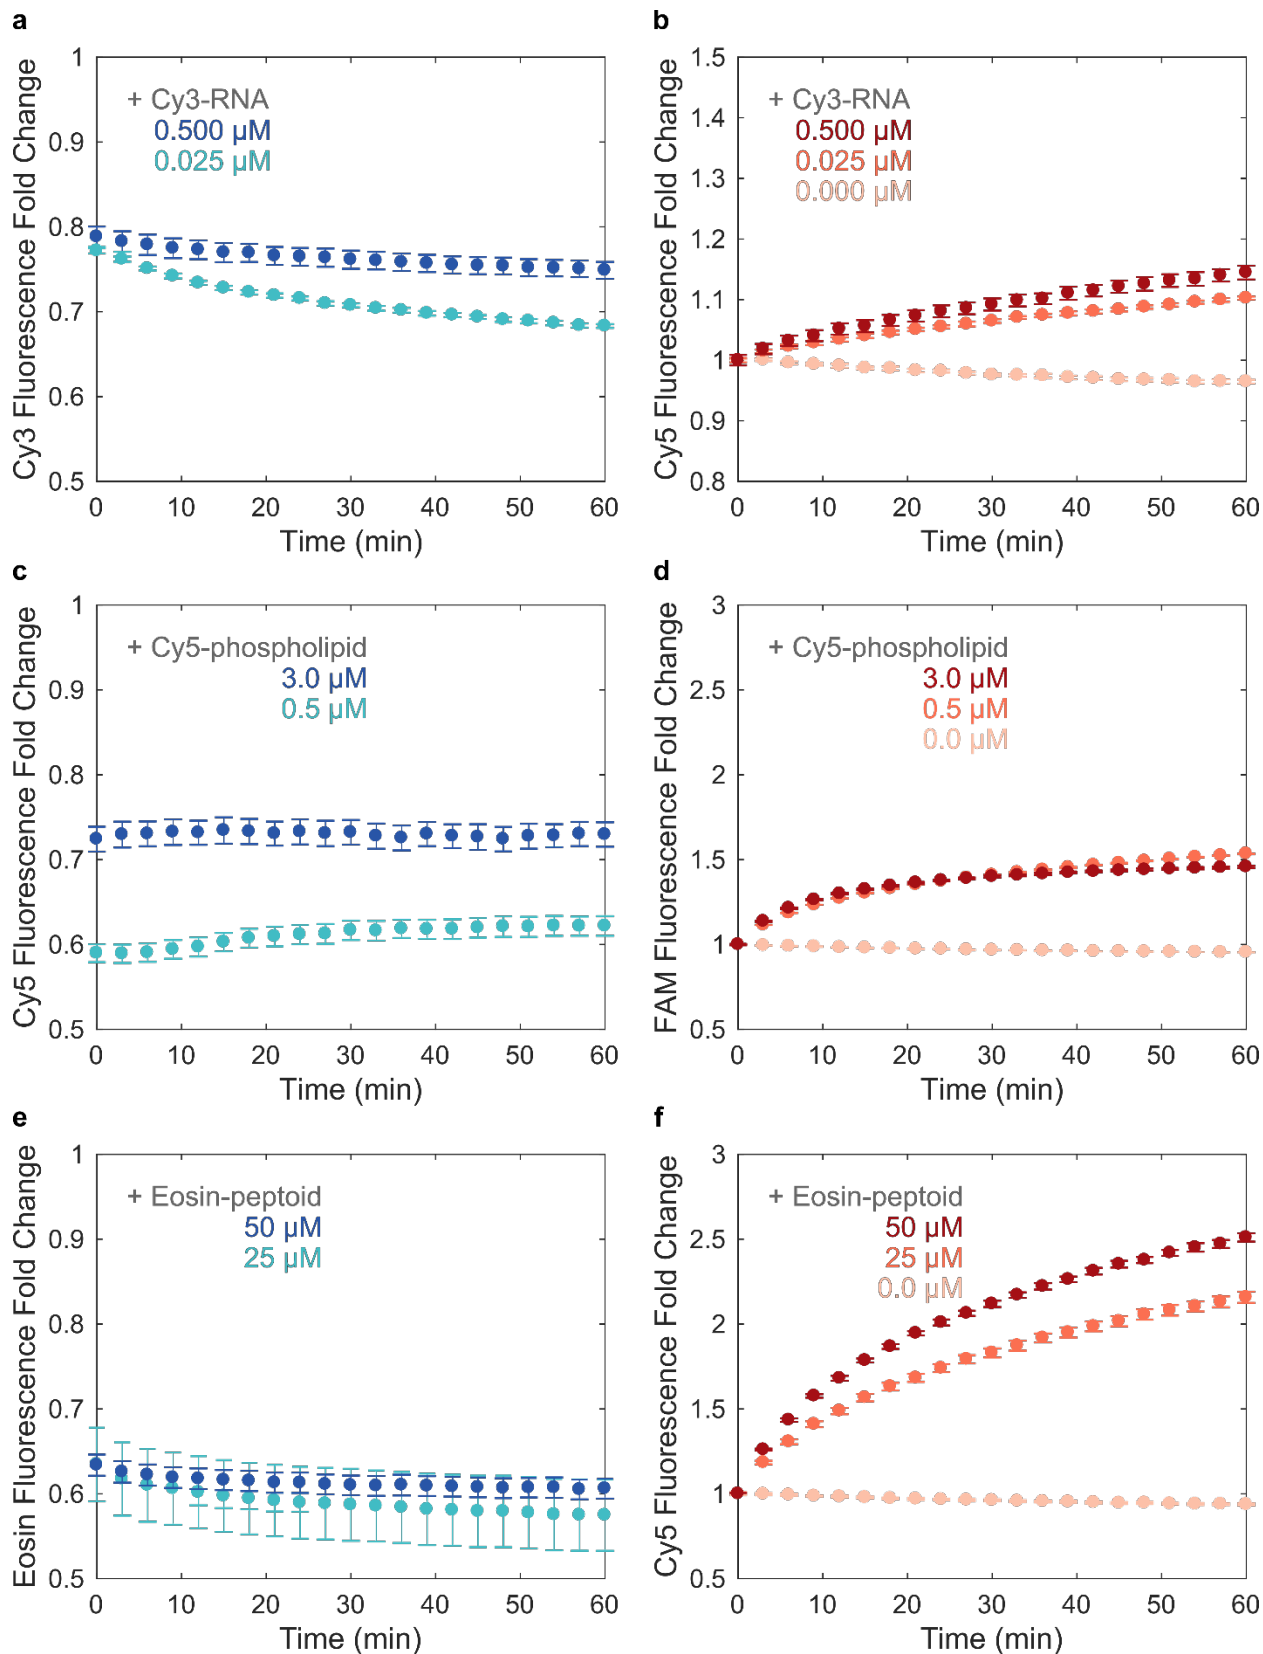 a
Cy3 Fluorescence Fold Change
1
0.9
0.8
0.7
0.6
0.5
+ Cy3-RNA
0.500 µM
0.025 µM
0 10 20 30 40 50 60
Time (min)
b
Cy5 Fluorescence Fold Change
1.5
1.4
1.3
1.2
1.1
1
0.9
0.8
+ Cy3-RNA
0.500 µM
0.025 µM
0.000 µM
0 10 20 30 40 50 60
Time (min)
c
Cy5 Fluorescence Fold Change
1
0.9
0.8
0.7
0.6
0.5
+ Cy5-phospholipid
3.0 µM
0.5 µM
0 10 20 30 40 50 60
Time (min)
d
FAM Fluorescence Fold Change
3
2.5
2
1.5
1
0.5
+ Cy5-phospholipid
3.0 µM
0.5 µM
0.0 µM
0 10 20 30 40 50 60
Time (min)
e
Eosin Fluorescence Fold Change
1
0.9
0.8
0.7
0.6
0.5
+ Eosin-peptoid
50 µM
25 µM
0 10 20 30 40 50 60
Time (min)
f
Cy5 Fluorescence Fold Change
3
2.5
2
1.5
1
0.5
+ Eosin-peptoid
50 µM
25 µM
0.0 µM
0 10 20 30 40 50 60
Time (min)